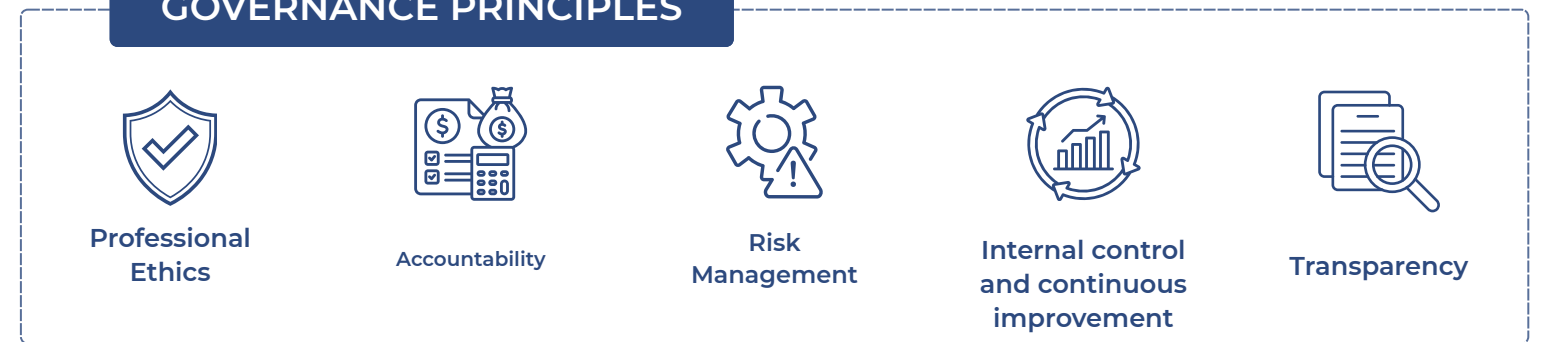 GOVERNANCE PRINCIPLES
Professional
Ethics
Accountability
Risk
Management
Internal control
and continuous
improvement
Transparency